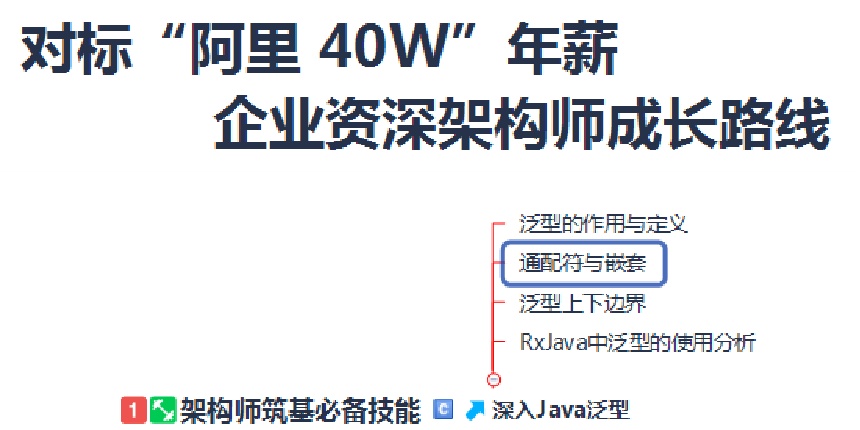 对标“阿里 40W”年薪
企业资深架构师成长路线
泛型的作用与定义
通配符与嵌套
泛型上下边界
RxJava中泛型的使用分析
1 架构师筑基必备技能 C 深入Java泛型